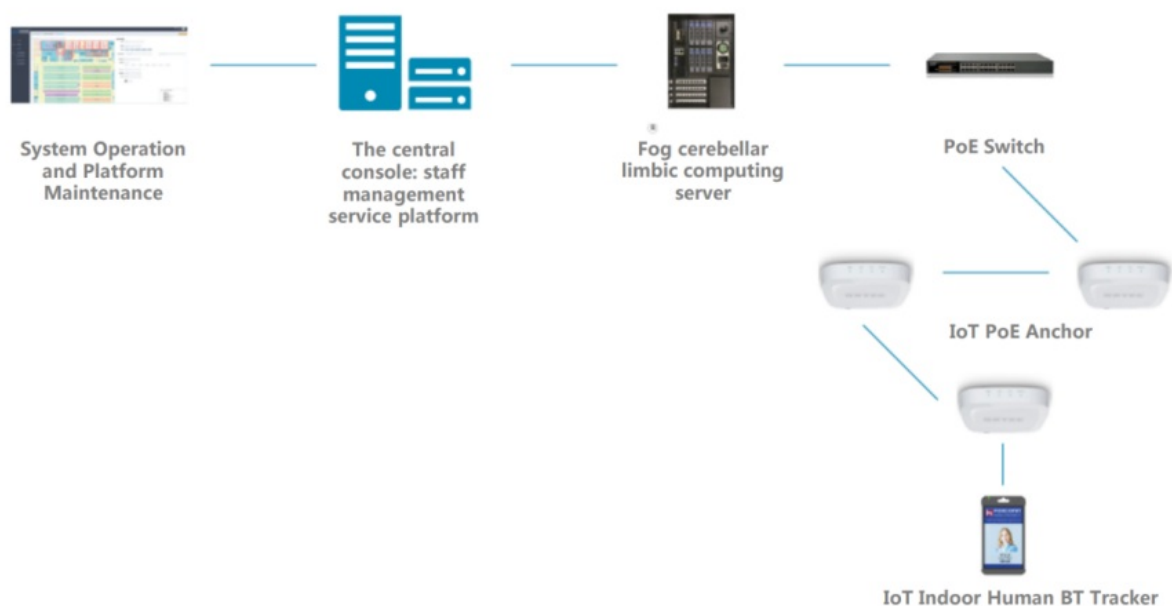 System Operation
and Platform
Maintenance
The central
console: staff
management
service platform
Fog cerebellar
limbic computing
server
PoE Switch
IoT PoE Anchor
IoT Indoor Human BT Tracker